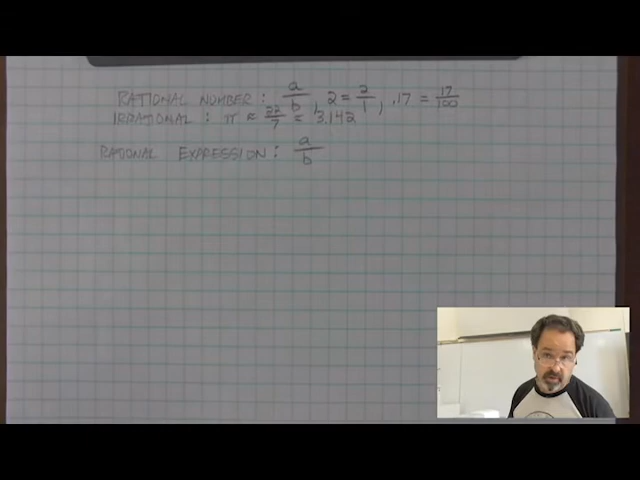 RATIONAL NUMBER : a/b , 2 = 2/1 , .17 = 17/100
IRRATIONAL : π ≈ 22/7 = 3.142
RATIONAL EXPRESSION : a/b